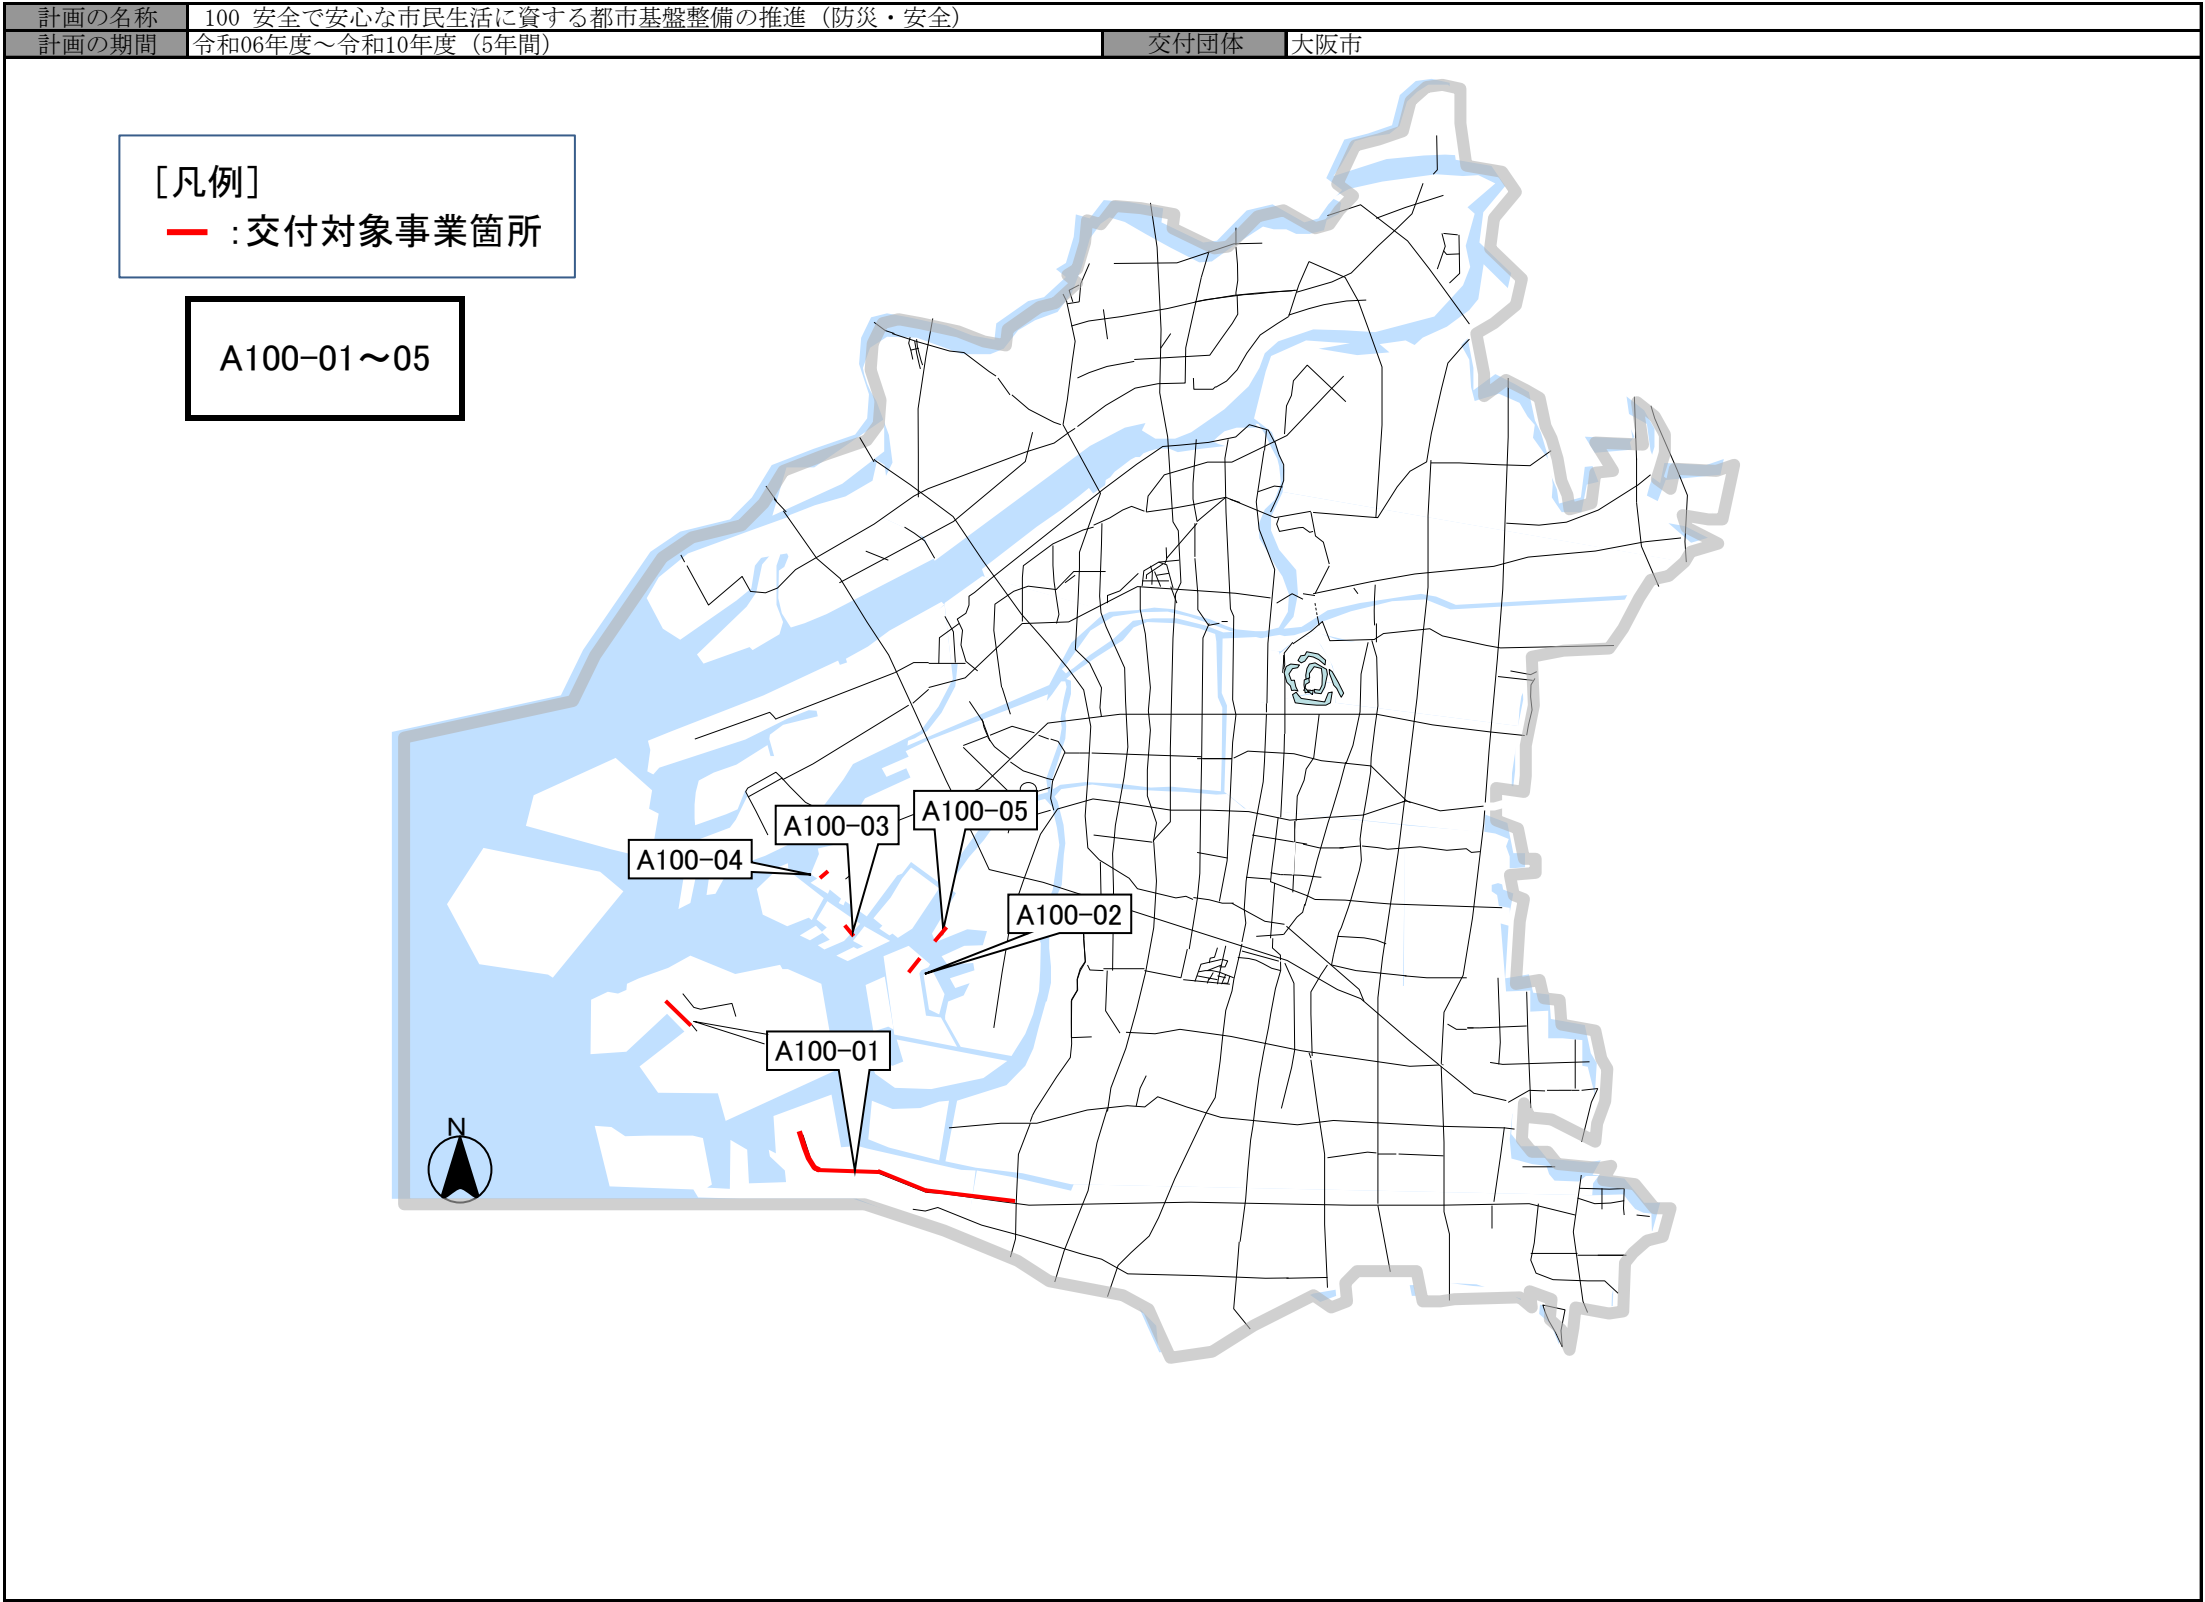 計画の名称 100 安全で安心な市民生活に資する都市基盤整備の推進（防災・安全）
計画の期間 令和06年度～令和10年度（5年間） 交付団体 大阪市
［凡例］
：交付対象事業箇所
A100-01～05
A100-05
A100-03
A100-04
A100-02
A100-01
N